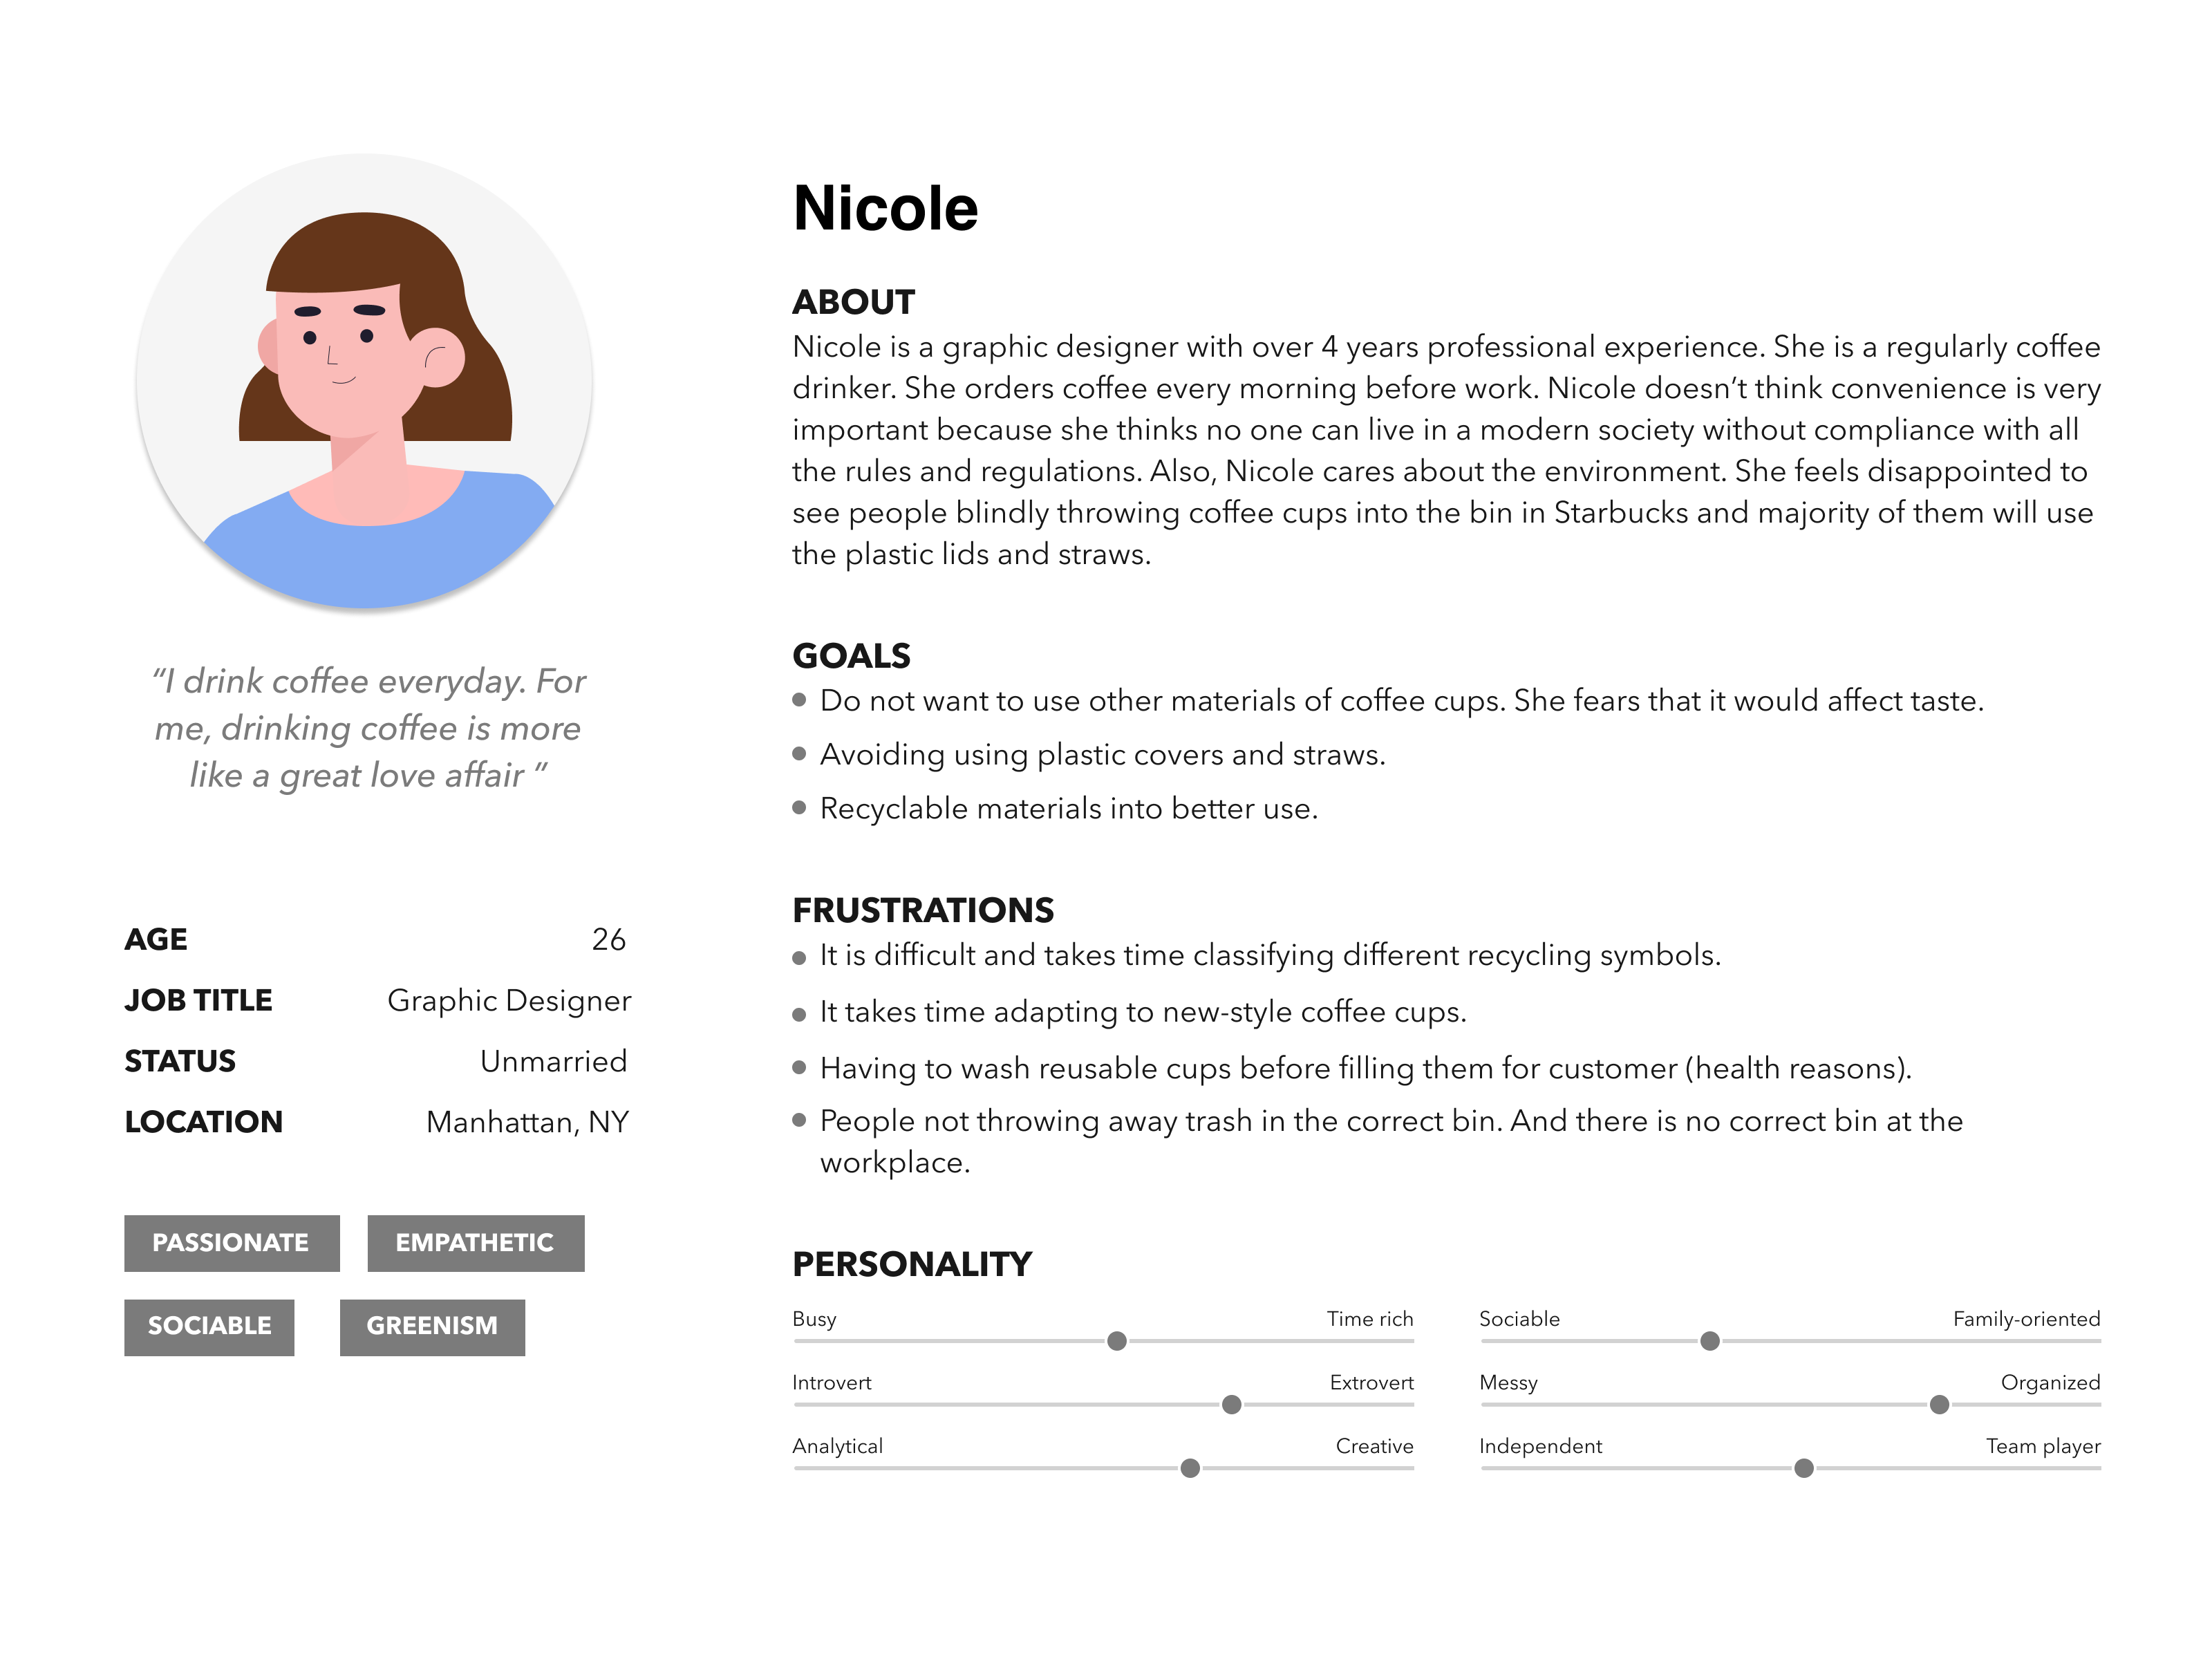 Nicole
ABOUT
Nicole is a graphic designer with over 4 years professional experience. She is a regularly coffee
drinker. She orders coffee every morning before work. Nicole doesn’t think convenience is very
important because she thinks no one can live in a modern society without compliance with all
the rules and regulations. Also, Nicole cares about the environment. She feels disappointed to
see people blindly throwing coffee cups into the bin in Starbucks and majority of them will use
the plastic lids and straws.
“I drink coffee everyday. For
me, drinking coffee is more
like a great love affair ”
AGE 26
JOB TITLE Graphic Designer
STATUS Unmarried
LOCATION Manhattan, NY
PASSIONATE EMPATHETIC
SOCIABLE GREENISM
GOALS
Do not want to use other materials of coffee cups. She fears that it would affect taste.
Avoiding using plastic covers and straws.
Recyclable materials into better use.
FRUSTRATIONS
It is difficult and takes time classifying different recycling symbols.
It takes time adapting to new-style coffee cups.
Having to wash reusable cups before filling them for customer (health reasons).
People not throwing away trash in the correct bin. And there is no correct bin at the
workplace.
PERSONALITY
Busy Time rich Sociable Family-oriented
Introvert Extrovert Messy Organized
Analytical Creative Independent Team player